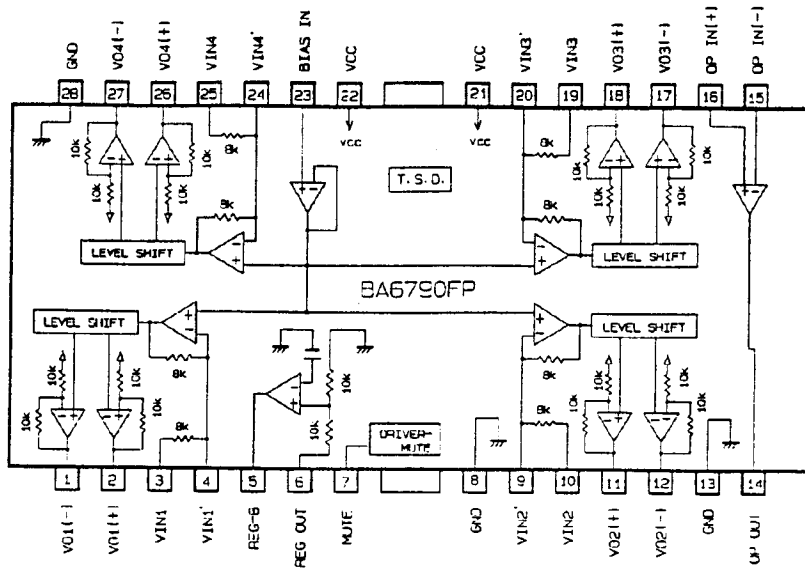 GND
VO4(-)
VO4(+)
VIN4
VIN4'
BIAS IN
VCC
VCC
VIN3'
VIN3
VO3(+)
VO3(-)
OP IN(+)
OP IN(-)
28 27 26 25 24 23 22 21 20 19 18 17 16 15
10k 10k 8k VCC VCC 8k 10k 10k
10k 10k T. S. D. 10k 10k
8k 8k
LEVEL SHIFT LEVEL SHIFT
BA6790FP
LEVEL SHIFT LEVEL SHIFT
10k 10k 8k 10k 8k 10k 10k
10k 10k 8k 10k 8k 10k 10k
DRIVER-
MUTE
1 2 3 4 5 6 7 8 9 10 11 12 13 14
VO1(-)
VO1(+)
VIN1
VIN1'
REG-B
REG OUT
MUTE
GND
VIN2'
VIN2
VO2(+)
VO2(-)
GND
OP OUT